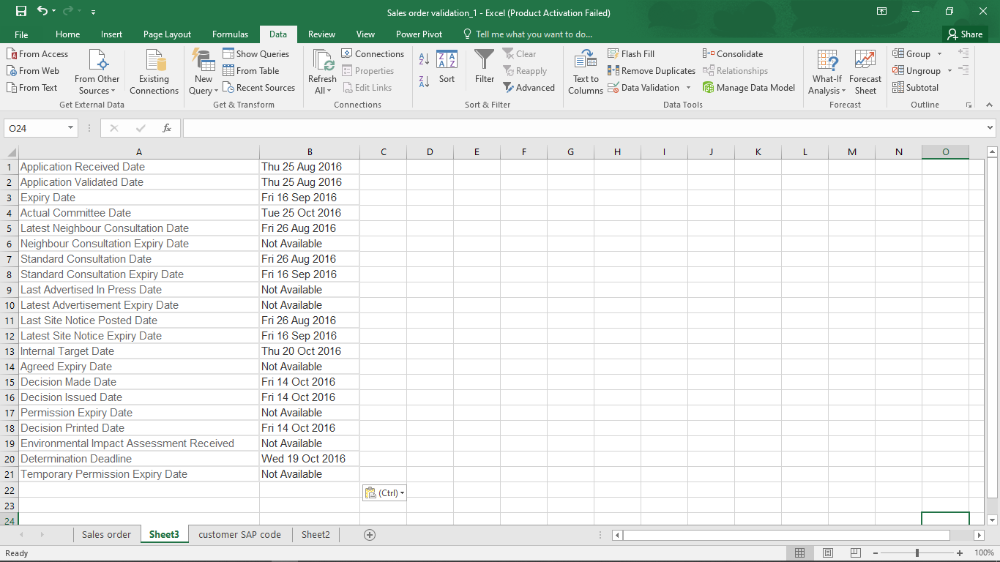 Sales order validation_1 - Excel (Product Activation Failed)
File Home Insert Page Layout Formulas Data Review View Power Pivot Tell me what you want to do... Share
From Access
From Web
From Text
From Other Sources
Existing Connections
Get External Data
New Query
Show Queries
From Table
Recent Sources
Get & Transform
Refresh All
Connections
Properties
Edit Links
Connections
Sort
Filter
Clear
Reapply
Advanced
Sort & Filter
Text to Columns
Flash Fill
Remove Duplicates
Data Validation
Consolidate
Relationships
Manage Data Model
Data Tools
What-If Analysis
Forecast Sheet
Forecast
Group
Ungroup
Subtotal
Outline
O24 fx
A B C D E F G H I J K L M N O
1 Application Received Date Thu 25 Aug 2016
2 Application Validated Date Thu 25 Aug 2016
3 Expiry Date Fri 16 Sep 2016
4 Actual Committee Date Tue 25 Oct 2016
5 Latest Neighbour Consultation Date Fri 26 Aug 2016
6 Neighbour Consultation Expiry Date Not Available
7 Standard Consultation Date Fri 26 Aug 2016
8 Standard Consultation Expiry Date Fri 16 Sep 2016
9 Last Advertised In Press Date Not Available
10 Latest Advertisement Expiry Date Not Available
11 Last Site Notice Posted Date Fri 26 Aug 2016
12 Latest Site Notice Expiry Date Fri 16 Sep 2016
13 Internal Target Date Thu 20 Oct 2016
14 Agreed Expiry Date Not Available
15 Decision Made Date Fri 14 Oct 2016
16 Decision Issued Date Fri 14 Oct 2016
17 Permission Expiry Date Not Available
18 Decision Printed Date Fri 14 Oct 2016
19 Environmental Impact Assessment Received Not Available
20 Determination Deadline Wed 19 Oct 2016
21 Temporary Permission Expiry Date Not Available
22 (Ctrl)
23
24
Sales order Sheet3 customer SAP code Sheet2
Ready 100%